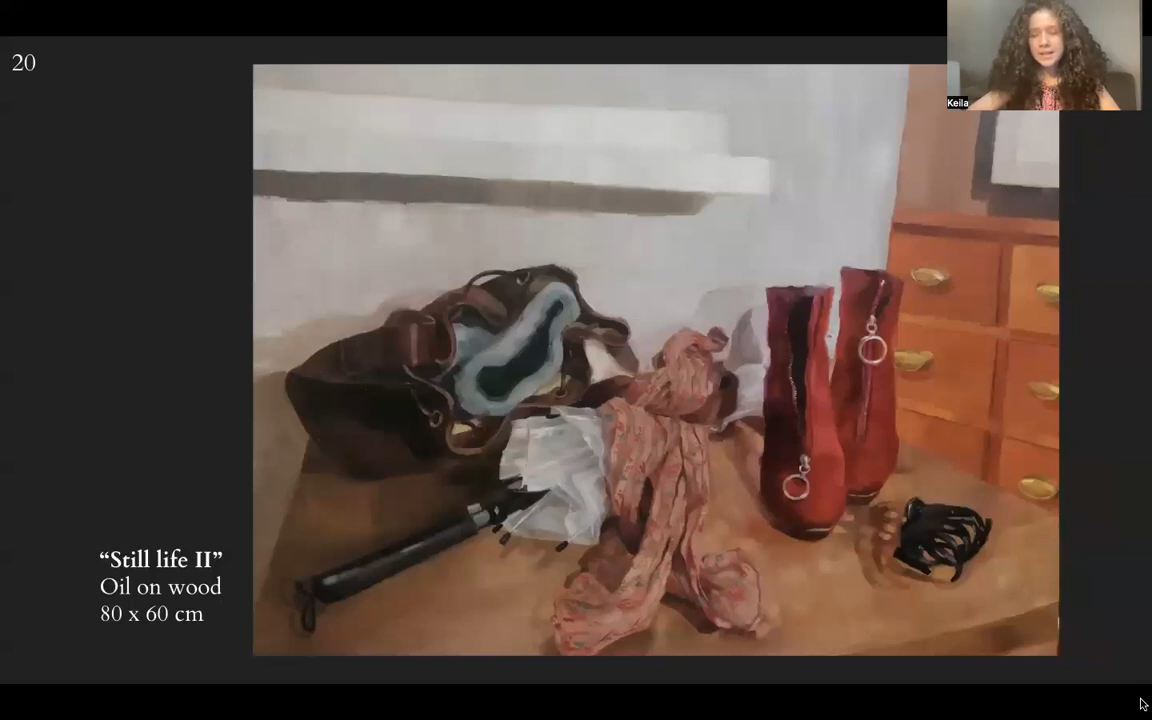 20
Keila
“Still life II”
Oil on wood
80 x 60 cm